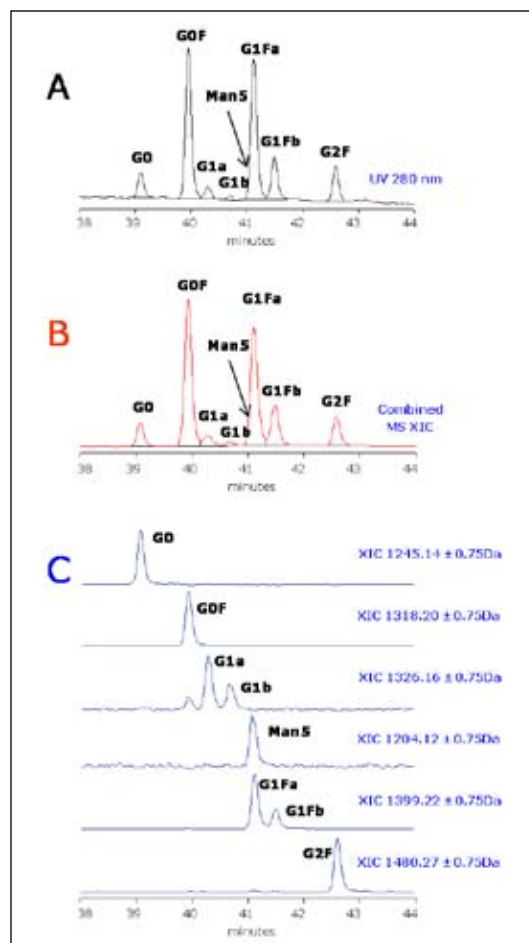 A
G0
G0F
G1a
Man5
G1b
G1Fa
G1Fb
G2F
UV 280 nm
38 39 40 41 42 43 44
minutes
B
G0
G0F
G1a
Man5
G1b
G1Fa
G1Fb
G2F
Combined
MS XIC
38 39 40 41 42 43 44
minutes
C
G0
XIC 1245.14 ± 0.75Da
G0F
XIC 1318.20 ± 0.75Da
G1a
G1b
XIC 1326.16 ± 0.75Da
Man5
XIC 1204.12 ± 0.75Da
G1Fa
G1Fb
XIC 1399.22 ± 0.75Da
G2F
XIC 1480.27 ± 0.75Da
38 39 40 41 42 43 44
minutes